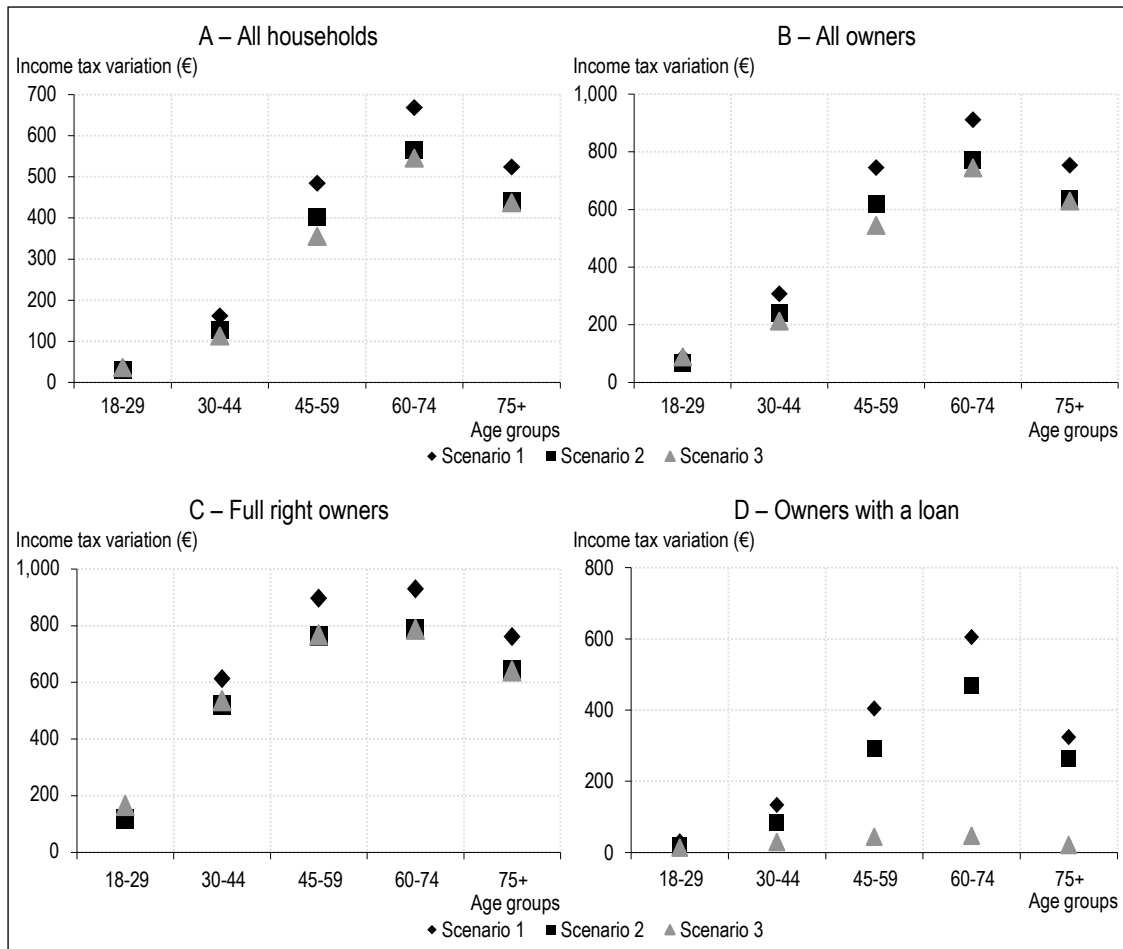 A – All households
Income tax variation (€)
700
600
500
400
300
200
100
0
18-29 30-44 45-59 60-74 75+
Age groups
B – All owners
Income tax variation (€)
1,000
800
600
400
200
0
18-29 30-44 45-59 60-74 75+
Age groups
Scenario 1 Scenario 2 Scenario 3
C – Full right owners
Income tax variation (€)
1,000
800
600
400
200
0
18-29 30-44 45-59 60-74 75+
Age groups
D – Owners with a loan
Income tax variation (€)
800
600
400
200
0
18-29 30-44 45-59 60-74 75+
Age groups
Scenario 1 Scenario 2 Scenario 3